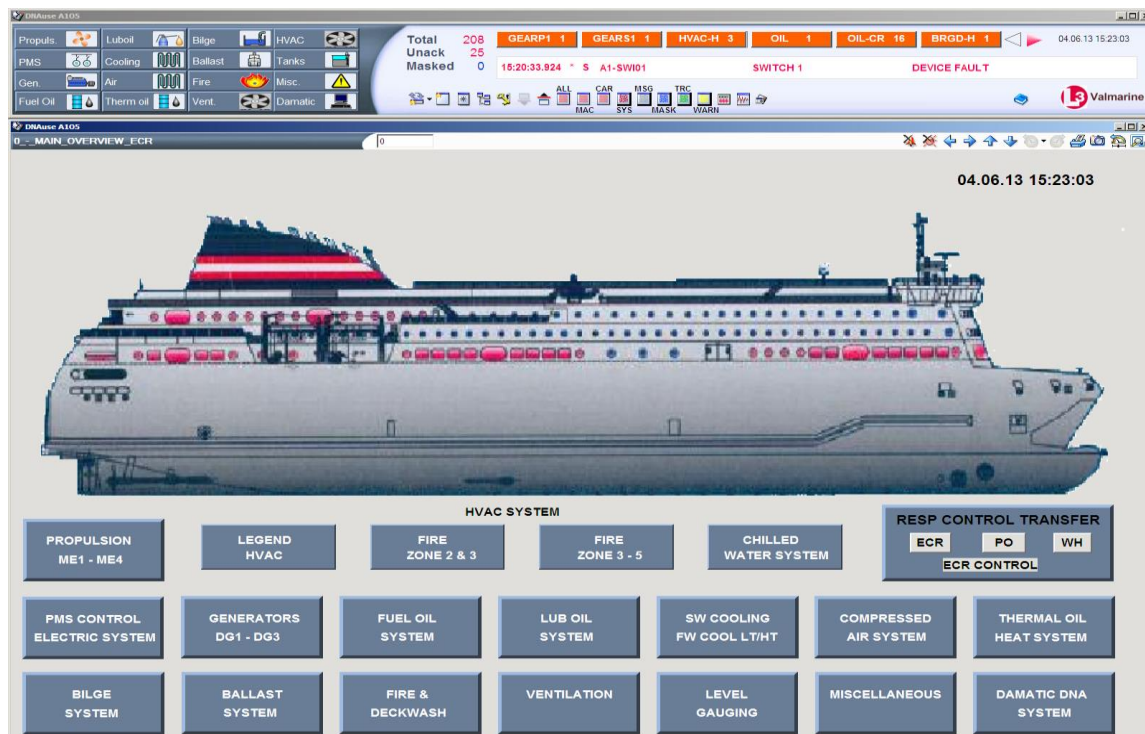 DNAuse A105
Propuls. Luboil Bilge HVAC
PMS Cooling Ballast Tanks
Gen. Air Fire Misc.
Fuel Oil Therm oil Vent. Damatic
Total 208
Unack 25
Masked 0
GEARP1 1 GEARS1 1 HVAC-H 3 OIL 1 OIL-CR 16 BRGD-H 1
04.06.13 15:23:03
15:20:33.924 * S A1-SWI01 SWITCH 1 DEVICE FAULT
ALL CAR MSG TRC
MAC SYS MASK WARN
L3 Valmarine
DNAuse A105
0_-_MAIN_OVERVIEW_ECR 0
04.06.13 15:23:03
HVAC SYSTEM
PROPULSION
ME1 - ME4
LEGEND
HVAC
FIRE
ZONE 2 & 3
FIRE
ZONE 3 - 5
CHILLED
WATER SYSTEM
RESP CONTROL TRANSFER
ECR PO WH
ECR CONTROL
PMS CONTROL
ELECTRIC SYSTEM
GENERATORS
DG1 - DG3
FUEL OIL
SYSTEM
LUB OIL
SYSTEM
SW COOLING
FW COOL LT/HT
COMPRESSED
AIR SYSTEM
THERMAL OIL
HEAT SYSTEM
BILGE
SYSTEM
BALLAST
SYSTEM
FIRE &
DECKWASH
VENTILATION
LEVEL
GAUGING
MISCELLANEOUS
DAMATIC DNA
SYSTEM